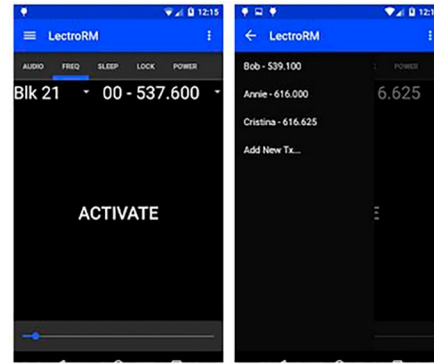 12:15
LectroRM
AUDIO FREQ SLEEP LOCK POWER
Blk 21 00 - 537.600
ACTIVATE
LectroRM
Bob - 539.100
POWER
Annie - 616.000
6.625
Cristina - 616.625
Add New Tx...